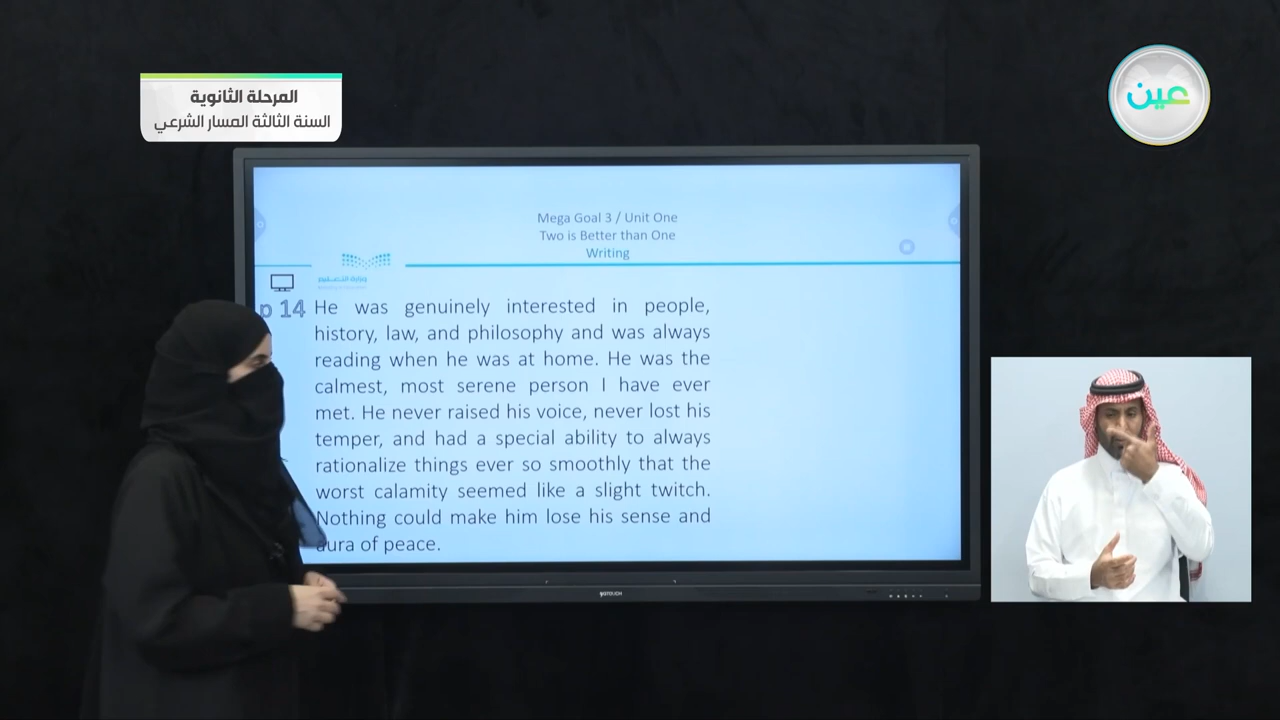 المرحلة الثانوية
السنة الثالثة المسار الشرعي
عين
Mega Goal 3 / Unit One
Two is Better than One
Writing
وزارة التعليم
p 14
He was genuinely interested in people,
history, law, and philosophy and was always
reading when he was at home. He was the
calmest, most serene person I have ever
met. He never raised his voice, never lost his
temper, and had a special ability to always
rationalize things ever so smoothly that the
worst calamity seemed like a slight twitch.
Nothing could make him lose his sense and
aura of peace.